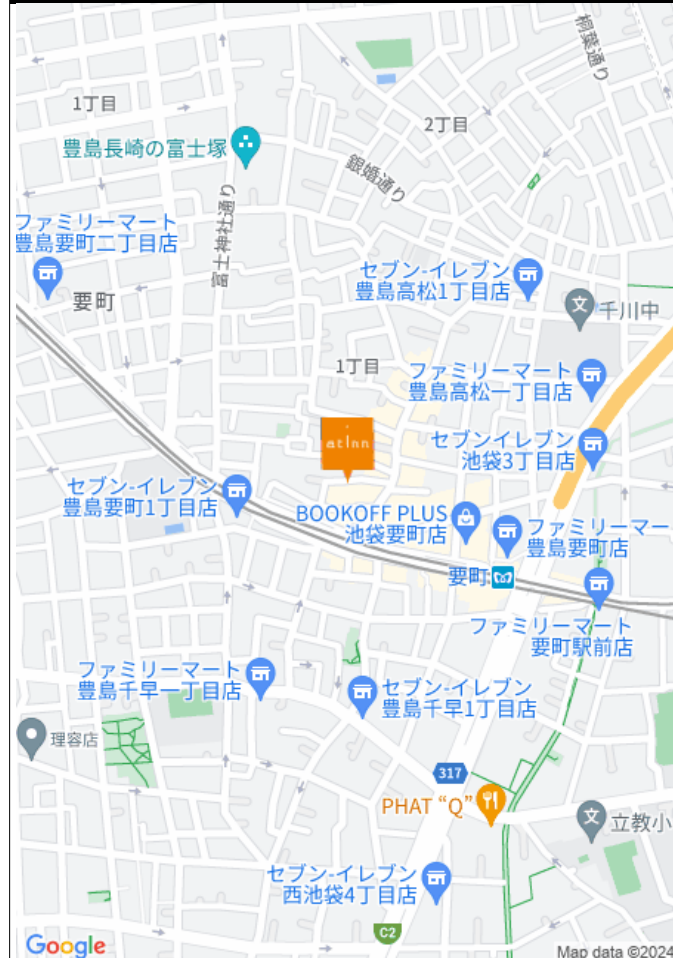 桐葉通り
1丁目
2丁目
豊島長崎の富士塚
銀婚通り
富士神社通り
ファミリーマート
豊島要町二丁目店
要町
セブン-イレブン
豊島高松1丁目店
千川中
1丁目
ファミリーマート
豊島高松一丁目店
atInn
セブンイレブン
池袋3丁目店
セブン-イレブン
豊島要町1丁目店
BOOKOFF PLUS
池袋要町店
ファミリーマー
豊島要町店
要町
ファミリーマート
要町駅前店
ファミリーマート
豊島千早一丁目店
セブン-イレブン
豊島千早1丁目店
理容店
317
PHAT “Q”
文
文
立教小
セブン-イレブン
西池袋4丁目店
C2
Google
Map data ©2024